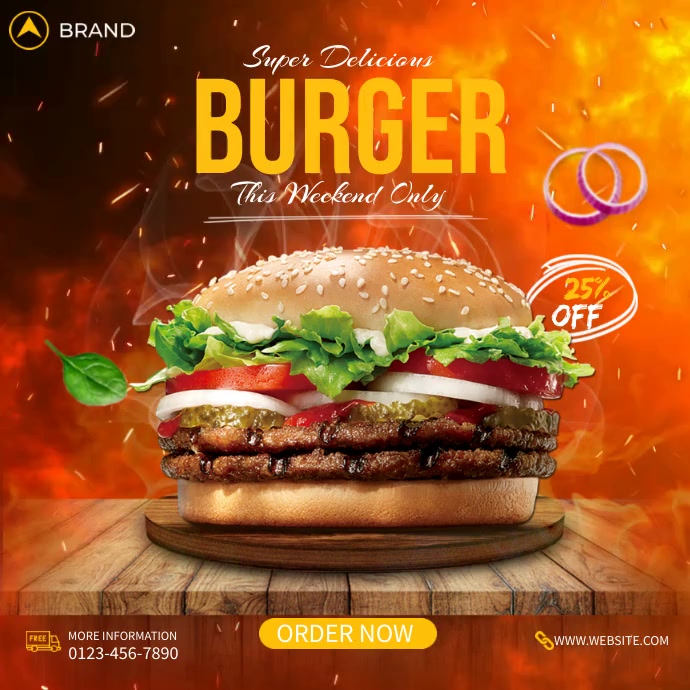 BRAND
Super Delicious
BURGER
This Weekend Only
25%
OFF
FREE
MORE INFORMATION
0123-456-7890
ORDER NOW
WWW.WEBSITE.COM